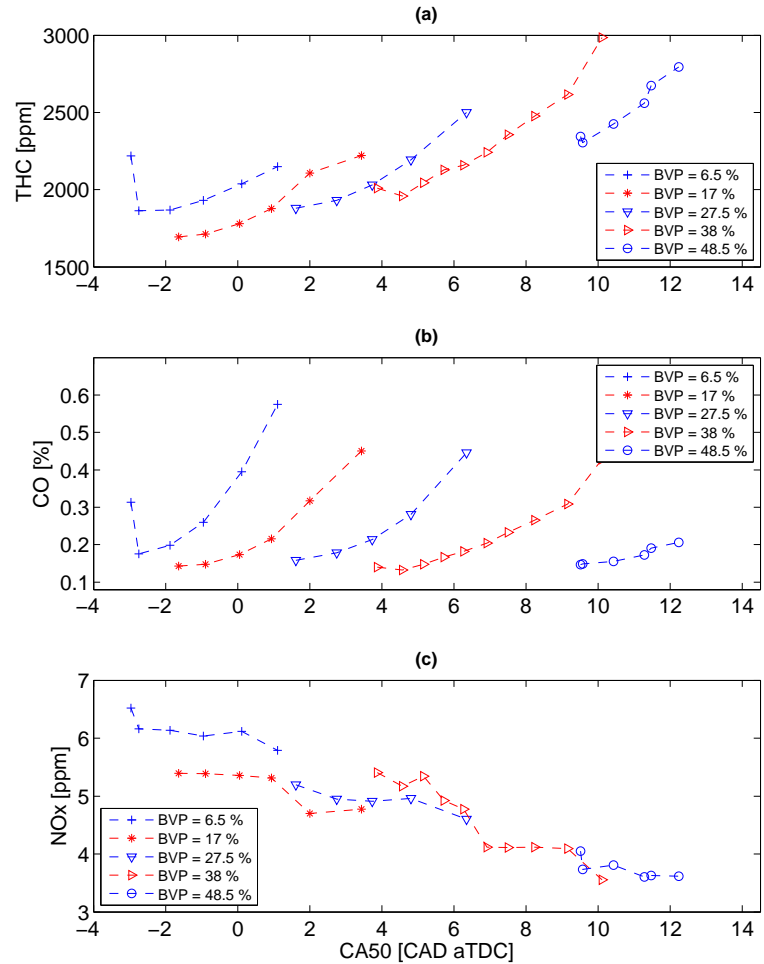 (a)
3000
2500
2000
1500
THC [ppm]
BVP = 6.5 %
BVP = 17 %
BVP = 27.5 %
BVP = 38 %
BVP = 48.5 %
−4 −2 0 2 4 6 8 10 12 14
(b)
0.6
0.5
0.4
0.3
0.2
0.1
CO [%]
BVP = 6.5 %
BVP = 17 %
BVP = 27.5 %
BVP = 38 %
BVP = 48.5 %
−4 −2 0 2 4 6 8 10 12 14
(c)
7
6
5
4
3
NOx [ppm]
BVP = 6.5 %
BVP = 17 %
BVP = 27.5 %
BVP = 38 %
BVP = 48.5 %
−4 −2 0 2 4 6 8 10 12 14
CA50 [CAD aTDC]